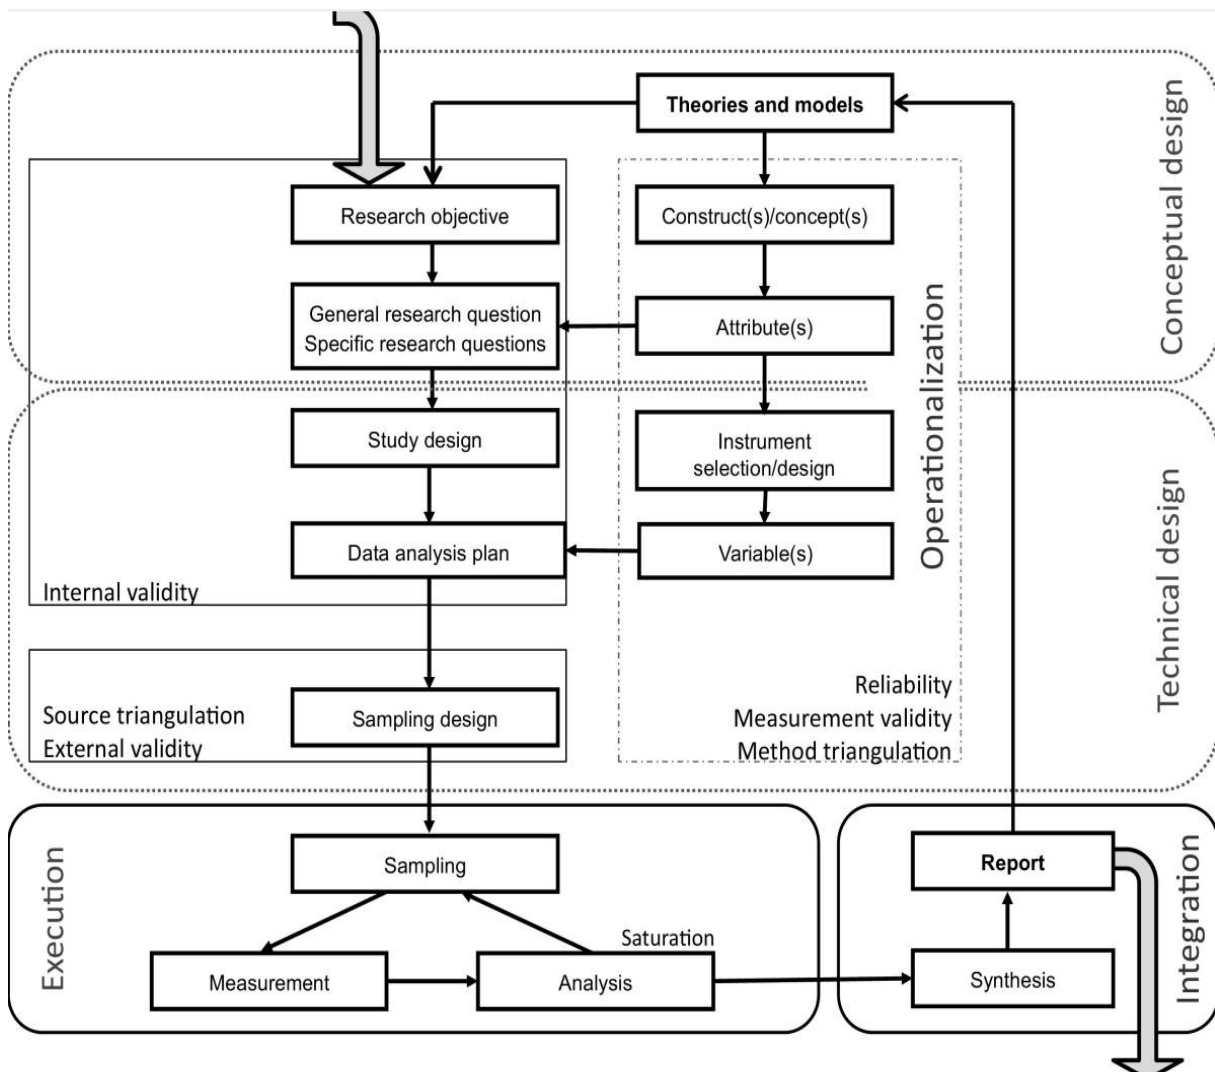 Theories and models
Conceptual design
Research objective
Construct(s)/concept(s)
General research question
Specific research questions
Attribute(s)
Operationalization
Study design
Instrument
selection/design
Technical design
Data analysis plan
Variable(s)
Internal validity
Source triangulation
External validity
Sampling design
Reliability
Measurement validity
Method triangulation
Execution
Sampling
Saturation
Measurement
Analysis
Report
Synthesis
Integration